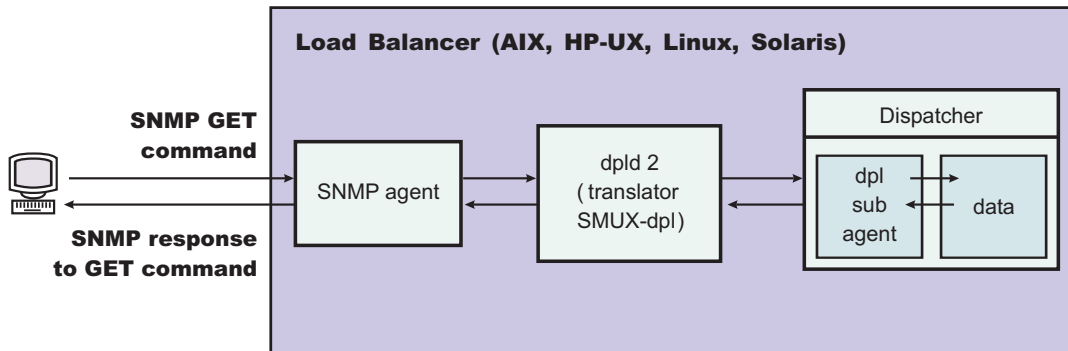 Load Balancer (AIX, HP-UX, Linux, Solaris)
SNMP GET
command
SNMP response
to GET command
SNMP agent
dpld 2
( translator
SMUX-dpl)
Dispatcher
dpl
sub
agent
data